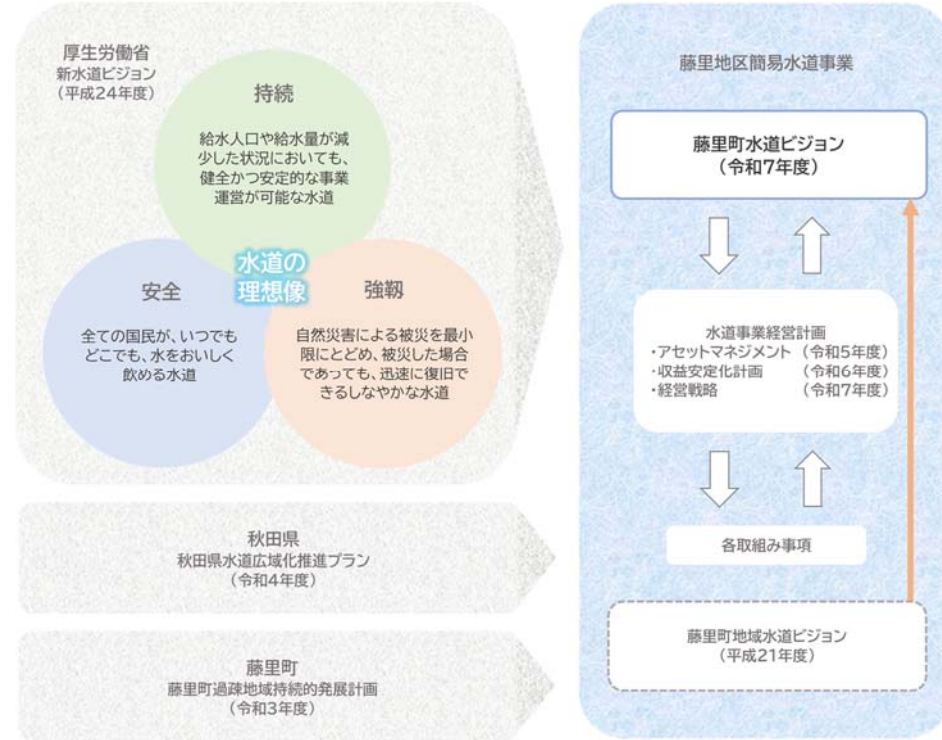 厚生労働省
新水道ビジョン
(平成24年度)
持続
給水人口や給水量が減
少した状況においても、
健全かつ安定的な事業
運営が可能な水道
水道の
理想像
安全
全ての国民が、いつでも
どこでも、水をおいしく
飲める水道
強靱
自然災害による被災を最小
限にとどめ、被災した場合
であっても、迅速に復旧で
きるしなやかな水道
秋田県
秋田県水道広域化推進プラン
(令和4年度)
藤里町
藤里町過疎地域持続的発展計画
(令和3年度)
藤里地区簡易水道事業
藤里町水道ビジョン
(令和7年度)
水道事業経営計画
・アセットマネジメント (令和5年度)
・収益安定化計画 (令和6年度)
・経営戦略 (令和7年度)
各取組み事項
藤里町地域水道ビジョン
(平成21年度)